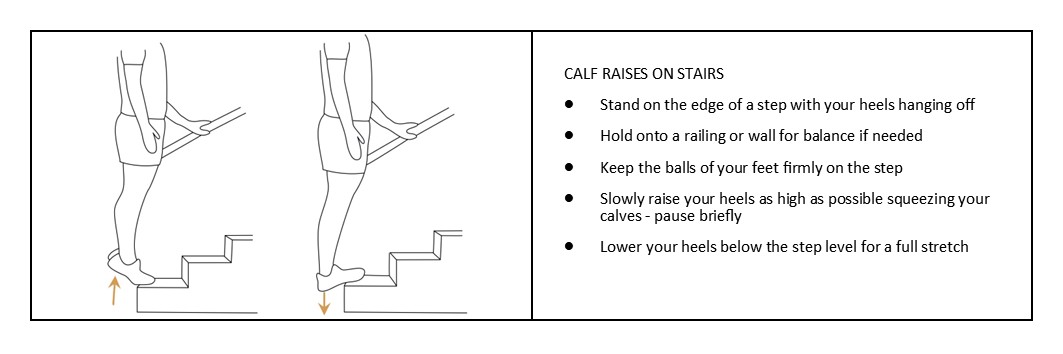 CALF RAISES ON STAIRS
● Stand on the edge of a step with your heels hanging off
● Hold onto a railing or wall for balance if needed
● Keep the balls of your feet firmly on the step
● Slowly raise your heels as high as possible squeezing your
calves - pause briefly
● Lower your heels below the step level for a full stretch